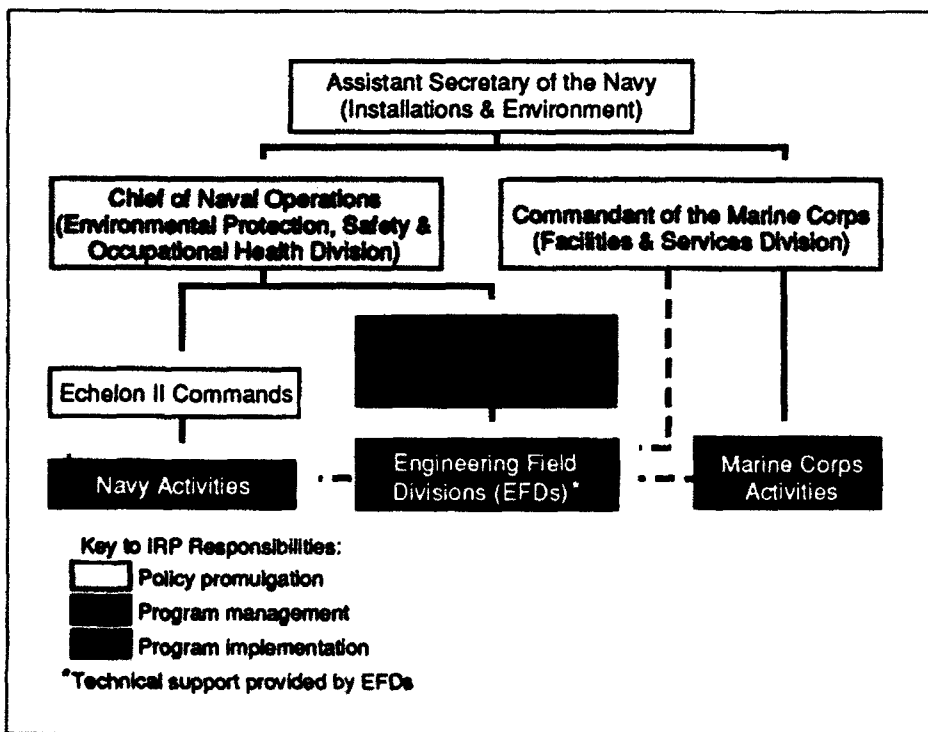 Assistant Secretary of the Navy
(Installations & Environment)
Chief of Naval Operations
(Environmental Protection, Safety &
Occupational Health Division)
Commandant of the Marine Corps
(Facilities & Services Division)
Echelon II Commands
Navy Activities
Engineering Field
Divisions (EFDs)*
Marine Corps
Activities
Key to IRP Responsibilities:
Policy promulgation
Program management
Program implementation
*Technical support provided by EFDs